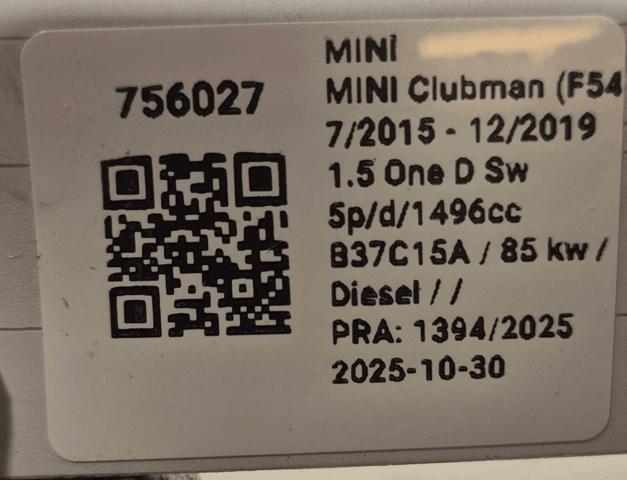 756027
MINI
MINI Clubman (F54
7/2015 - 12/2019
1.5 One D Sw
5p/d/1496cc
B37C15A / 85 kw /
Diesel / /
PRA: 1394/2025
2025-10-30